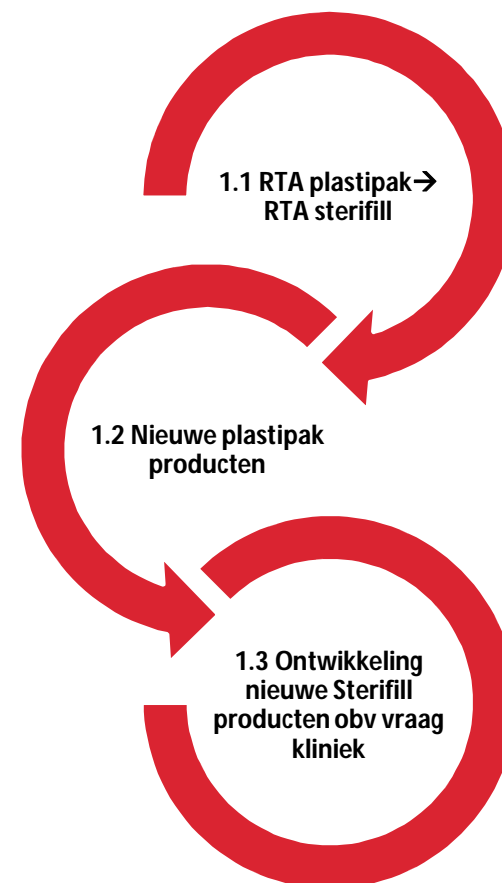 1.1 RTA plastipak→
RTA sterifill
1.2 Nieuwe plastipak
producten
1.3 Ontwikkeling
nieuwe Sterifill
producten obv vraag
kliniek